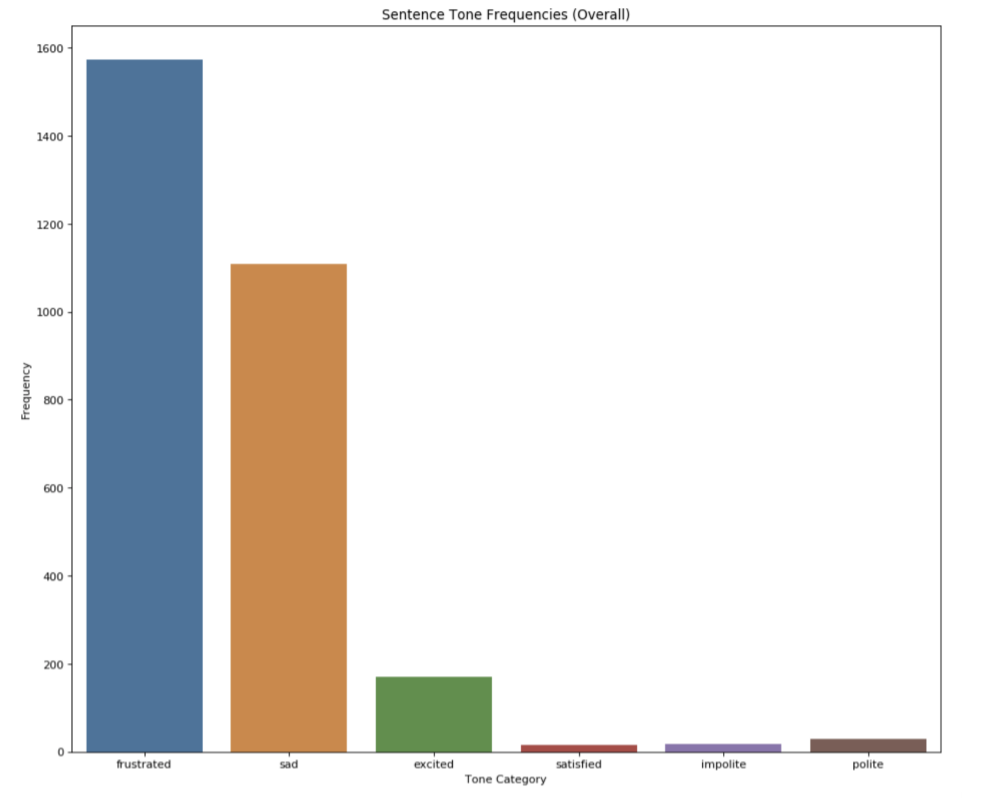 Sentence Tone Frequencies (Overall)
1600
1400
1200
1000
800
600
400
200
0
Frequency
frustrated sad excited satisfied impolite polite
Tone Category